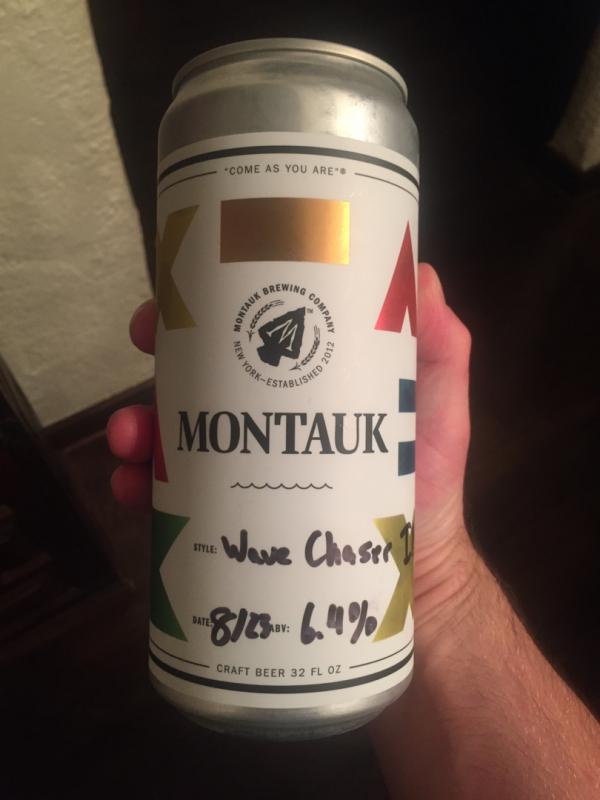 "COME AS YOU ARE"®
MONTAUK BREWING COMPANY
TM
NEW YORK-ESTABLISHED 2012
MONTAUK
STYLE: Wave Chaser
DATE: 8/23 ABV: 6.4%
CRAFT BEER 32 FL OZ